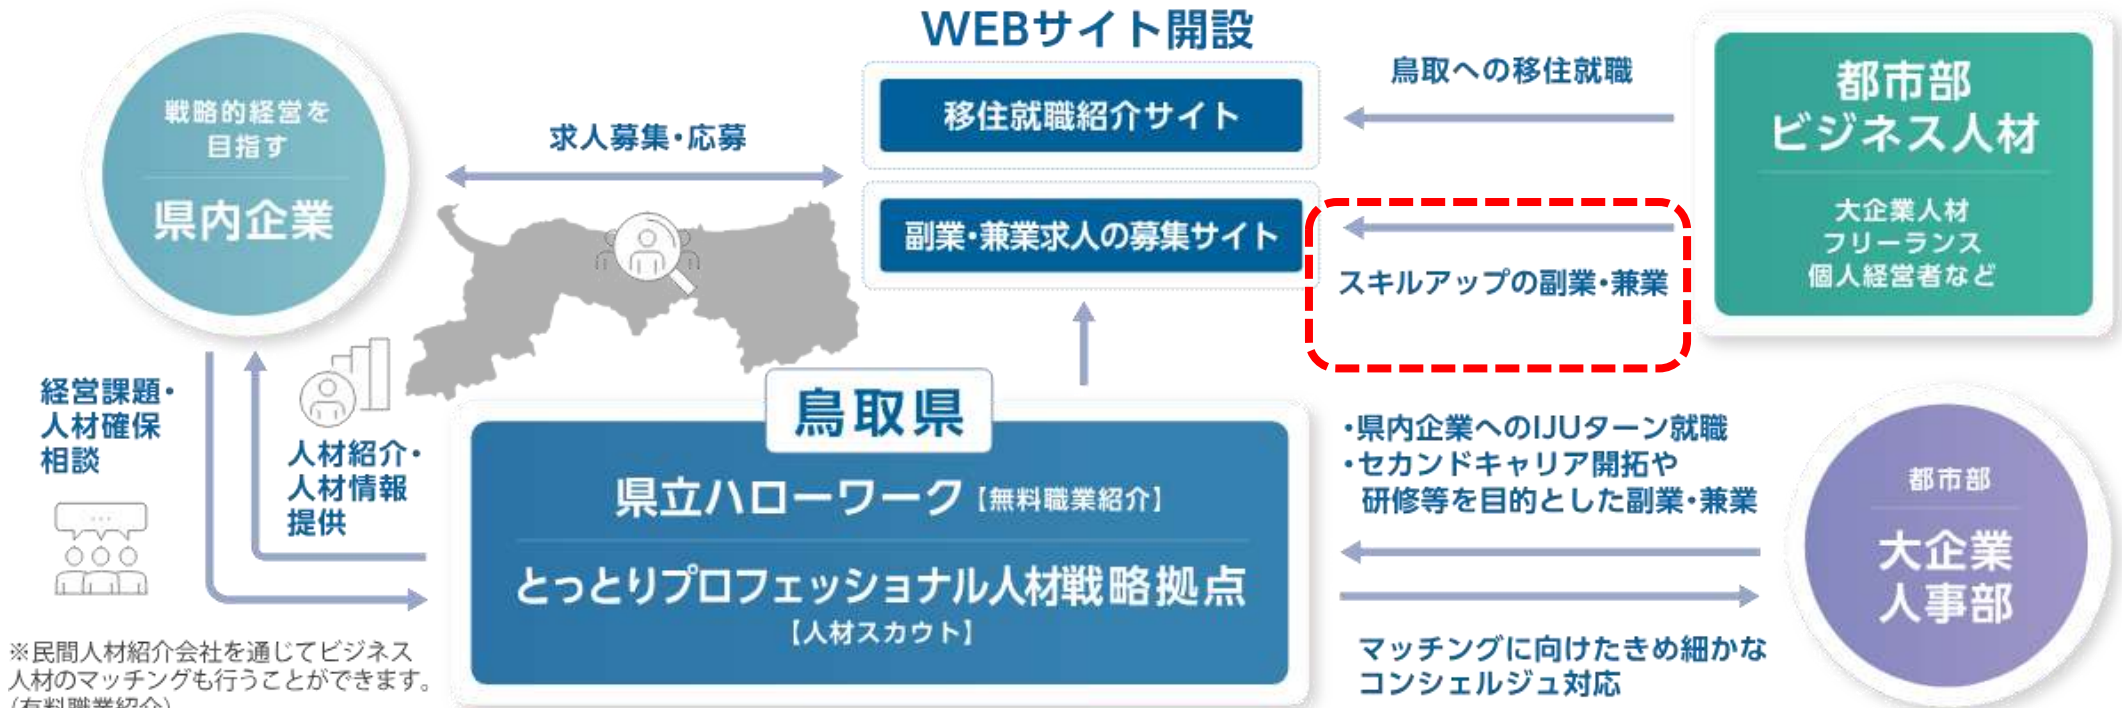 WEBサイト開設
戦略的経営を
目指す
県内企業
求人募集・応募
移住就職紹介サイト
副業・兼業求人の募集サイト
鳥取への移住就職
スキルアップの副業・兼業
都市部
ビジネス人材
大企業人材
フリーランス
個人経営者など
経営課題・
人材確保
相談
人材紹介・
人材情報
提供
鳥取県
県立ハローワーク【無料職業紹介】
とっとりプロフェッショナル人材戦略拠点
【人材スカウト】
・県内企業へのIJUターン就職
・セカンドキャリア開拓や
研修等を目的とした副業・兼業
マッチングに向けたきめ細かな
コンシェルジュ対応
都市部
大企業
人事部
※民間人材紹介会社を通じてビジネス
人材のマッチングも行うことができます。
(有料職業紹介)